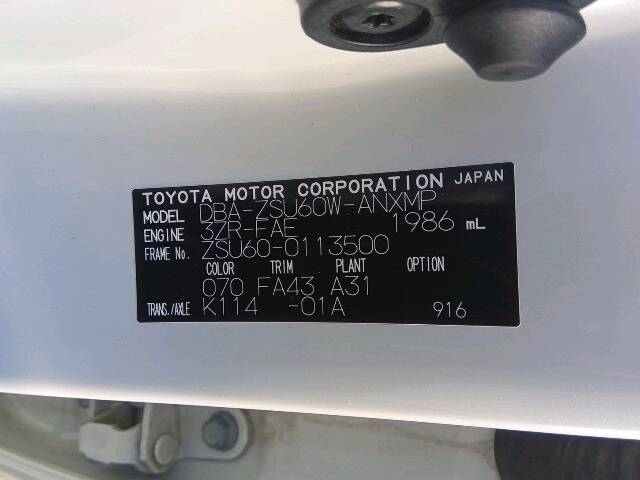 TOYOTA MOTOR CORPORATION JAPAN
MODEL DBA-ZSU60W-ANXMP
ENGINE 3ZR-FAE 1986 mL
FRAME No. ZSU60-0113500
COLOR TRIM PLANT OPTION
070 FA43 A31
TRANS./AXLE K114 -01A 916